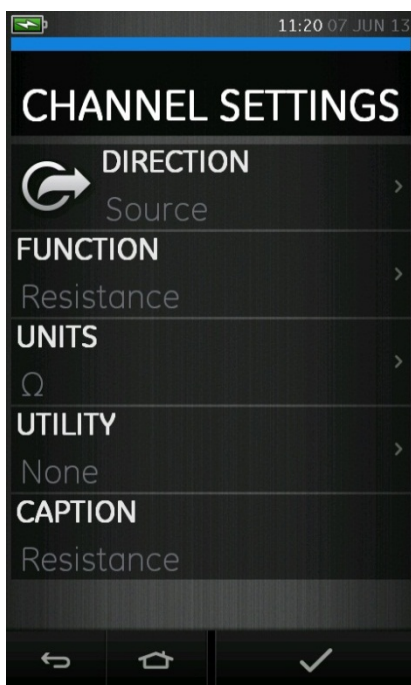 11:20 07 JUN 13
CHANNEL SETTINGS
DIRECTION
Source
FUNCTION
Resistance
UNITS
Ω
UTILITY
None
CAPTION
Resistance